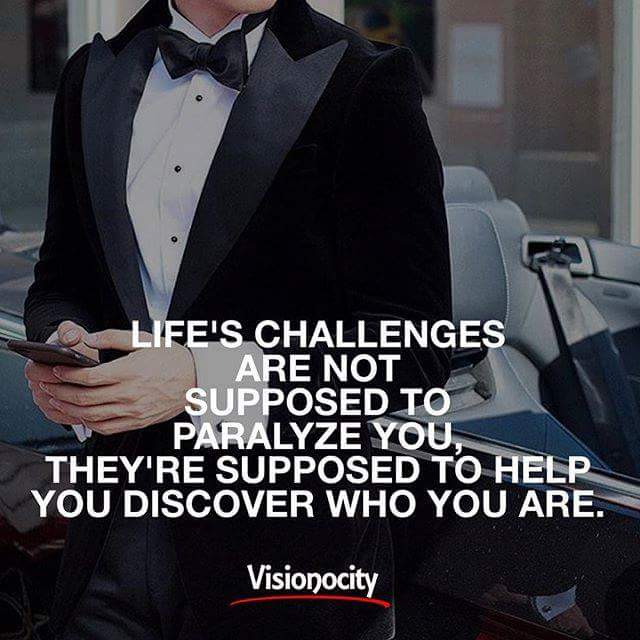 LIFE'S CHALLENGES
ARE NOT
SUPPOSED TO
PARALYZE YOU,
THEY'RE SUPPOSED TO HELP
YOU DISCOVER WHO YOU ARE.
Visionocity